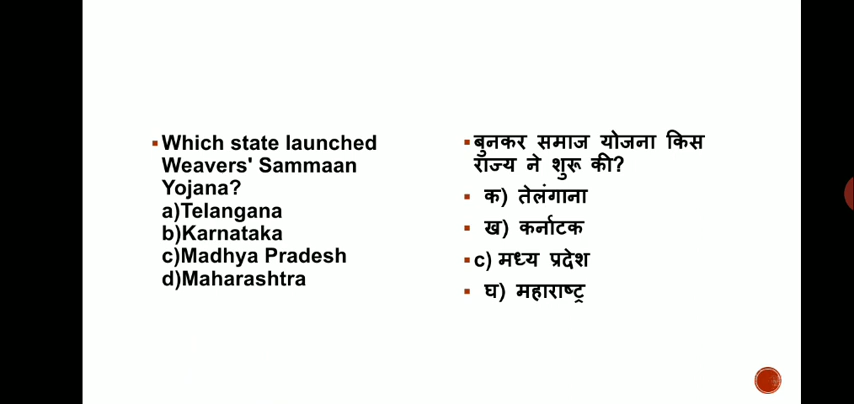 Which state launched
Weavers' Sammaan
Yojana?
a)Telangana
b)Karnataka
c)Madhya Pradesh
d)Maharashtra
बुनकर समाज योजना किस
राज्य ने शुरू की?
क) तेलंगाना
ख) कर्नाटक
c) मध्य प्रदेश
घ) महाराष्ट्र